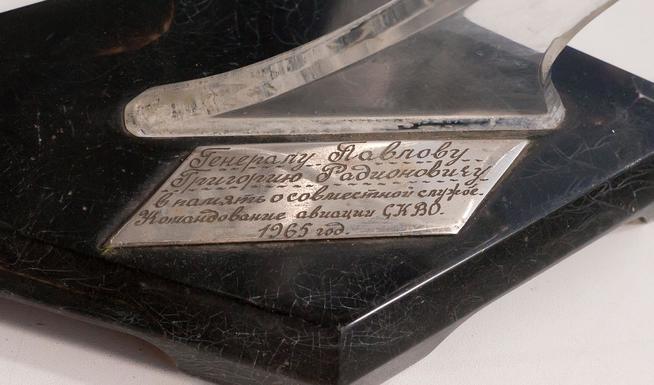 Генералу Павлову
Григорию Радионовичу
в память о совместной службе.
Командование авиации СКВО.
1965 год.